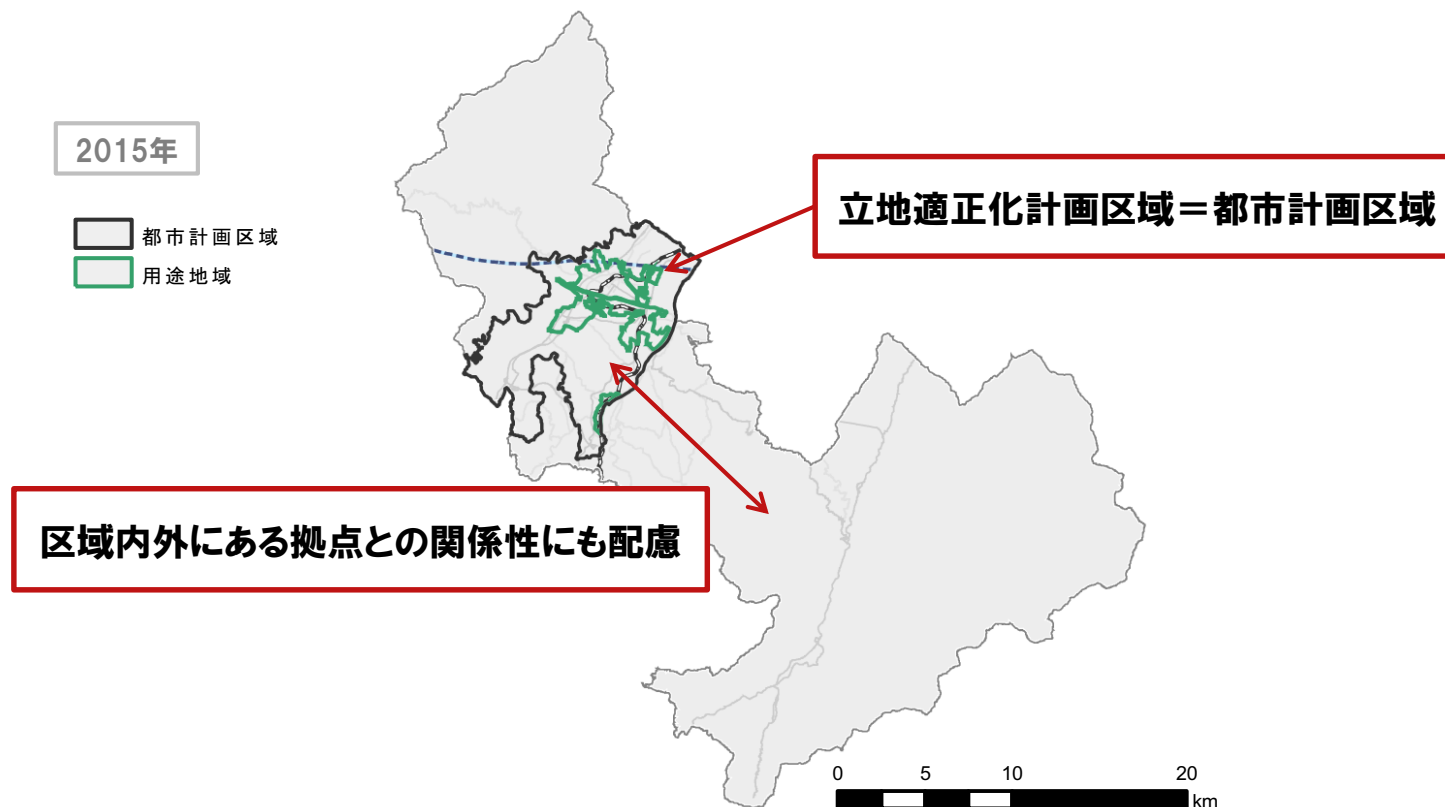 2015年
都市計画区域
用途地域
立地適正化計画区域＝都市計画区域
区域内外にある拠点との関係性にも配慮
0 5 10 20
km